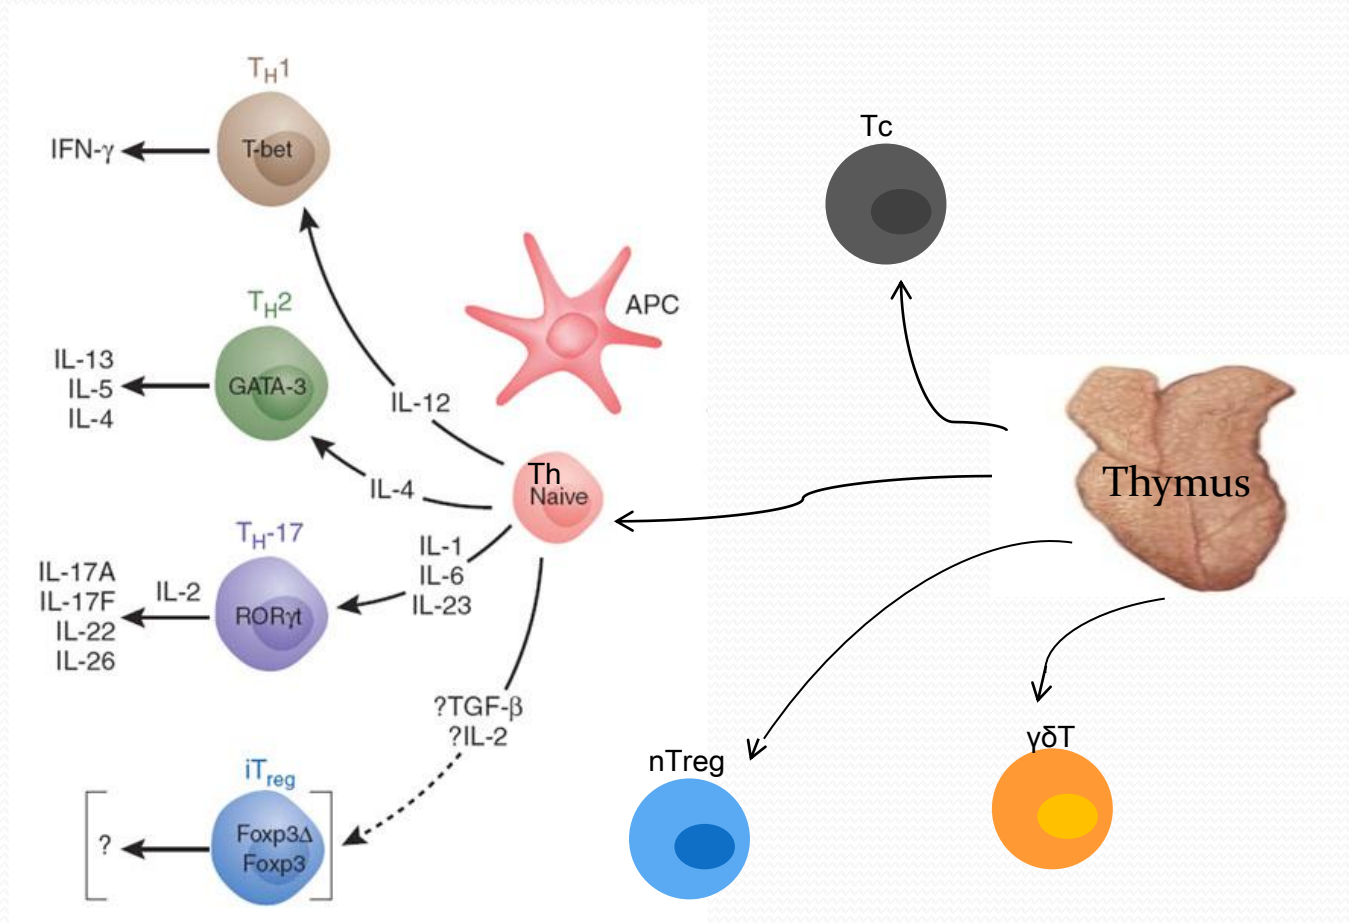 TH1
T-bet
IFN-γ
Tc
APC
TH2
GATA-3
IL-13
IL-5
IL-4
IL-12
IL-4
Th
Naive
Thymus
TH-17
RORγt
IL-1
IL-6
IL-23
IL-2
IL-17A
IL-17F
IL-22
IL-26
?TGF-β
?IL-2
iTreg
Foxp3Δ
Foxp3
?
nTreg
γδT